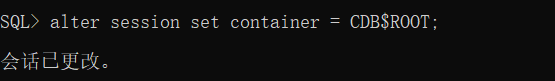 SQL> alter session set container = CDB$ROOT;
会话已更改。